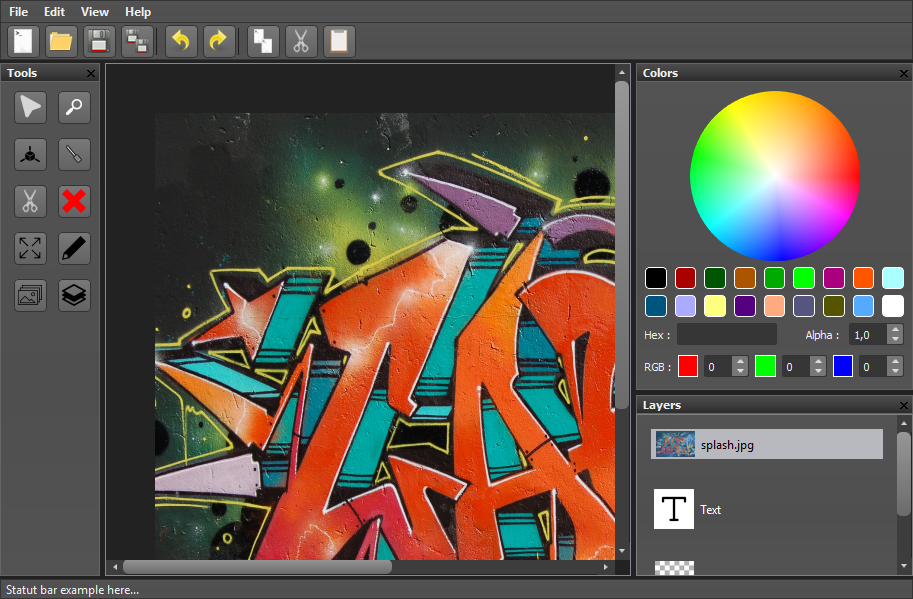 File Edit View Help
Tools
Colors
Hex :
Alpha : 1,0
RGB : 0 0 0
Layers
splash.jpg
T Text
Statut bar example here...